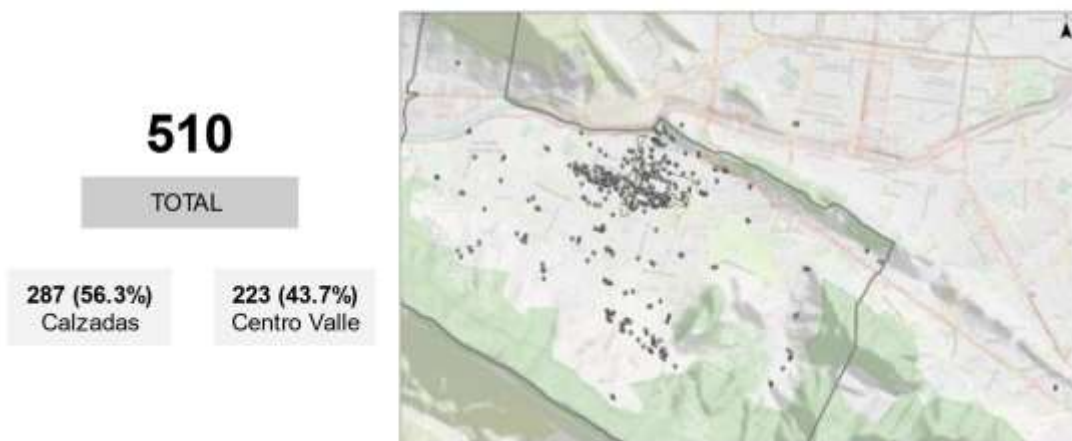 510
TOTAL
287 (56.3%)
Calzadas
223 (43.7%)
Centro Valle